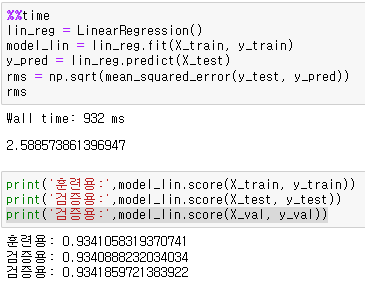 %%time
lin_reg = LinearRegression()
model_lin = lin_reg.fit(X_train, y_train)
y_pred = lin_reg.predict(X_test)
rms = np.sqrt(mean_squared_error(y_test, y_pred))
rms
Wall time: 932 ms
2.588573861396947
print('훈련용:',model_lin.score(X_train, y_train))
print('검증용:',model_lin.score(X_test, y_test))
print('검증용:',model_lin.score(X_val, y_val))
훈련용: 0.9341058319370741
검증용: 0.9340888232034034
검증용: 0.9341859721383922